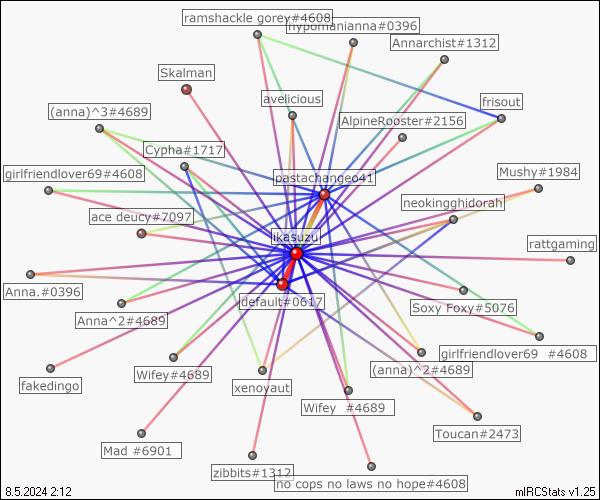 ramshackle gorey#4608
hypomanianna#0396
Annarchist#1312
Skalman
avelicious
frisout
(anna)^3#4689
AlpineRooster#2156
Cypha#1717
girlfriendlover69#4608
pastachangeo41
Mushy#1984
ace deucy#7097
neokingghidorah
ikasuzu
rattgaming
Anna.#0396
default#0617
Soxy Foxy#5076
Anna^2#4689
girlfriendlover69 #4608
fakedingo
Wifey#4689
(anna)^2#4689
xenoyaut
Wifey #4689
Toucan#2473
Mad #6901
zibbits#1312
no cops no laws no hope#4608
8.5.2024 2:12
mIRCStats v1.25